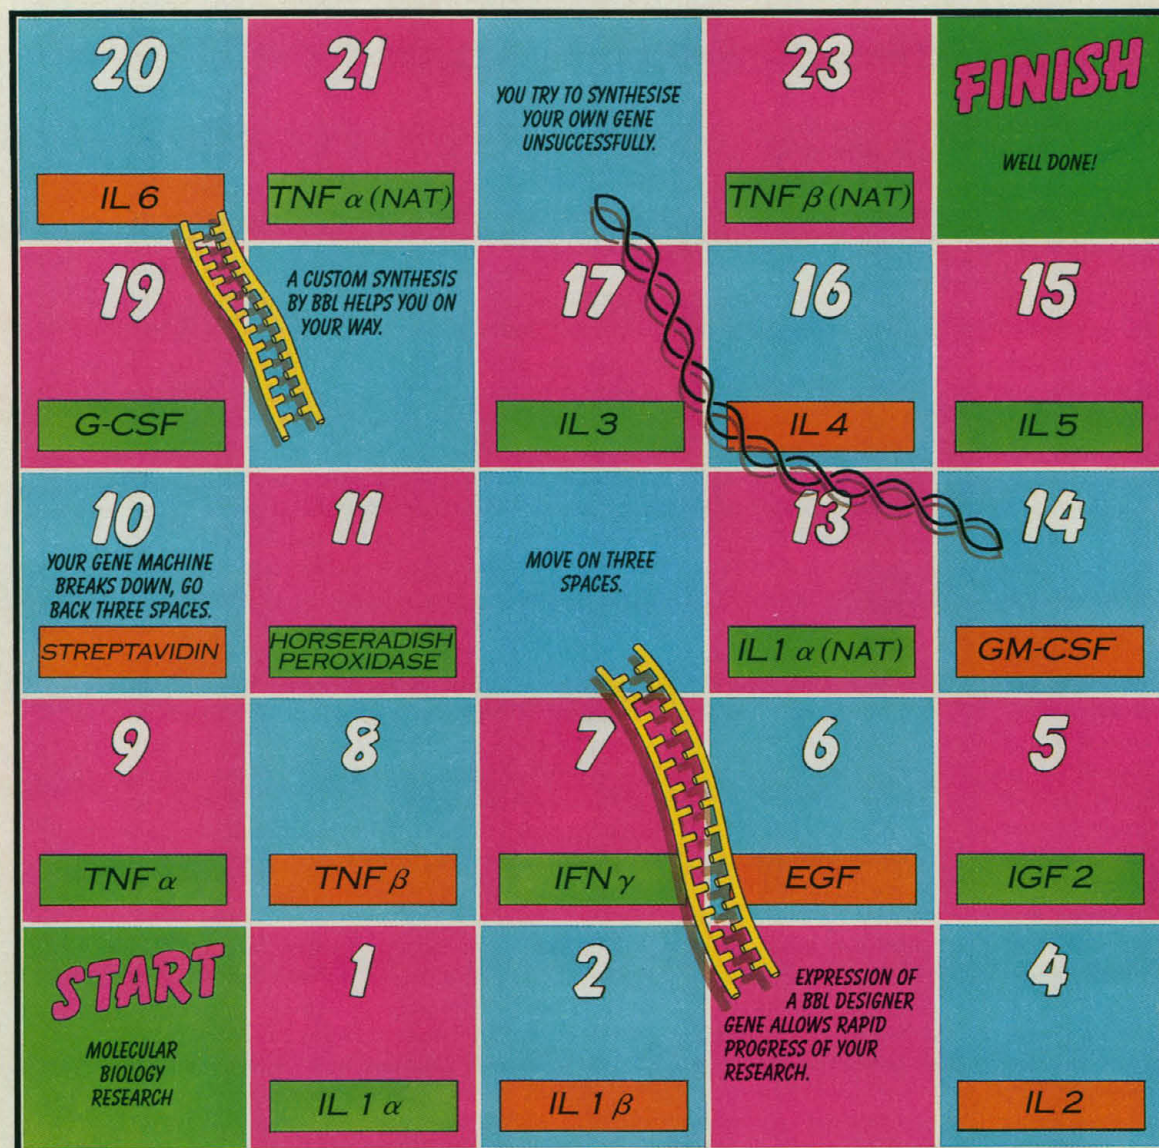 20
IL 6
21
TNF α (NAT)
YOU TRY TO SYNTHESISE
YOUR OWN GENE
UNSUCCESSFULLY.
23
TNF β (NAT)
FINISH
WELL DONE!
19
G-CSF
A CUSTOM SYNTHESIS
BY BBL HELPS YOU ON
YOUR WAY.
17
IL 3
16
IL 4
15
IL 5
10
YOUR GENE MACHINE
BREAKS DOWN, GO
BACK THREE SPACES.
STREPTAVIDIN
11
HORSERADISH
PEROXIDASE
MOVE ON THREE
SPACES.
13
IL 1 α (NAT)
14
GM-CSF
9
TNF α
8
TNF β
7
IFN γ
6
EGF
5
IGF 2
START
MOLECULAR
BIOLOGY
RESEARCH
1
IL 1 α
2
IL 1 β
EXPRESSION OF
A BBL DESIGNER
GENE ALLOWS RAPID
PROGRESS OF YOUR
RESEARCH.
4
IL 2